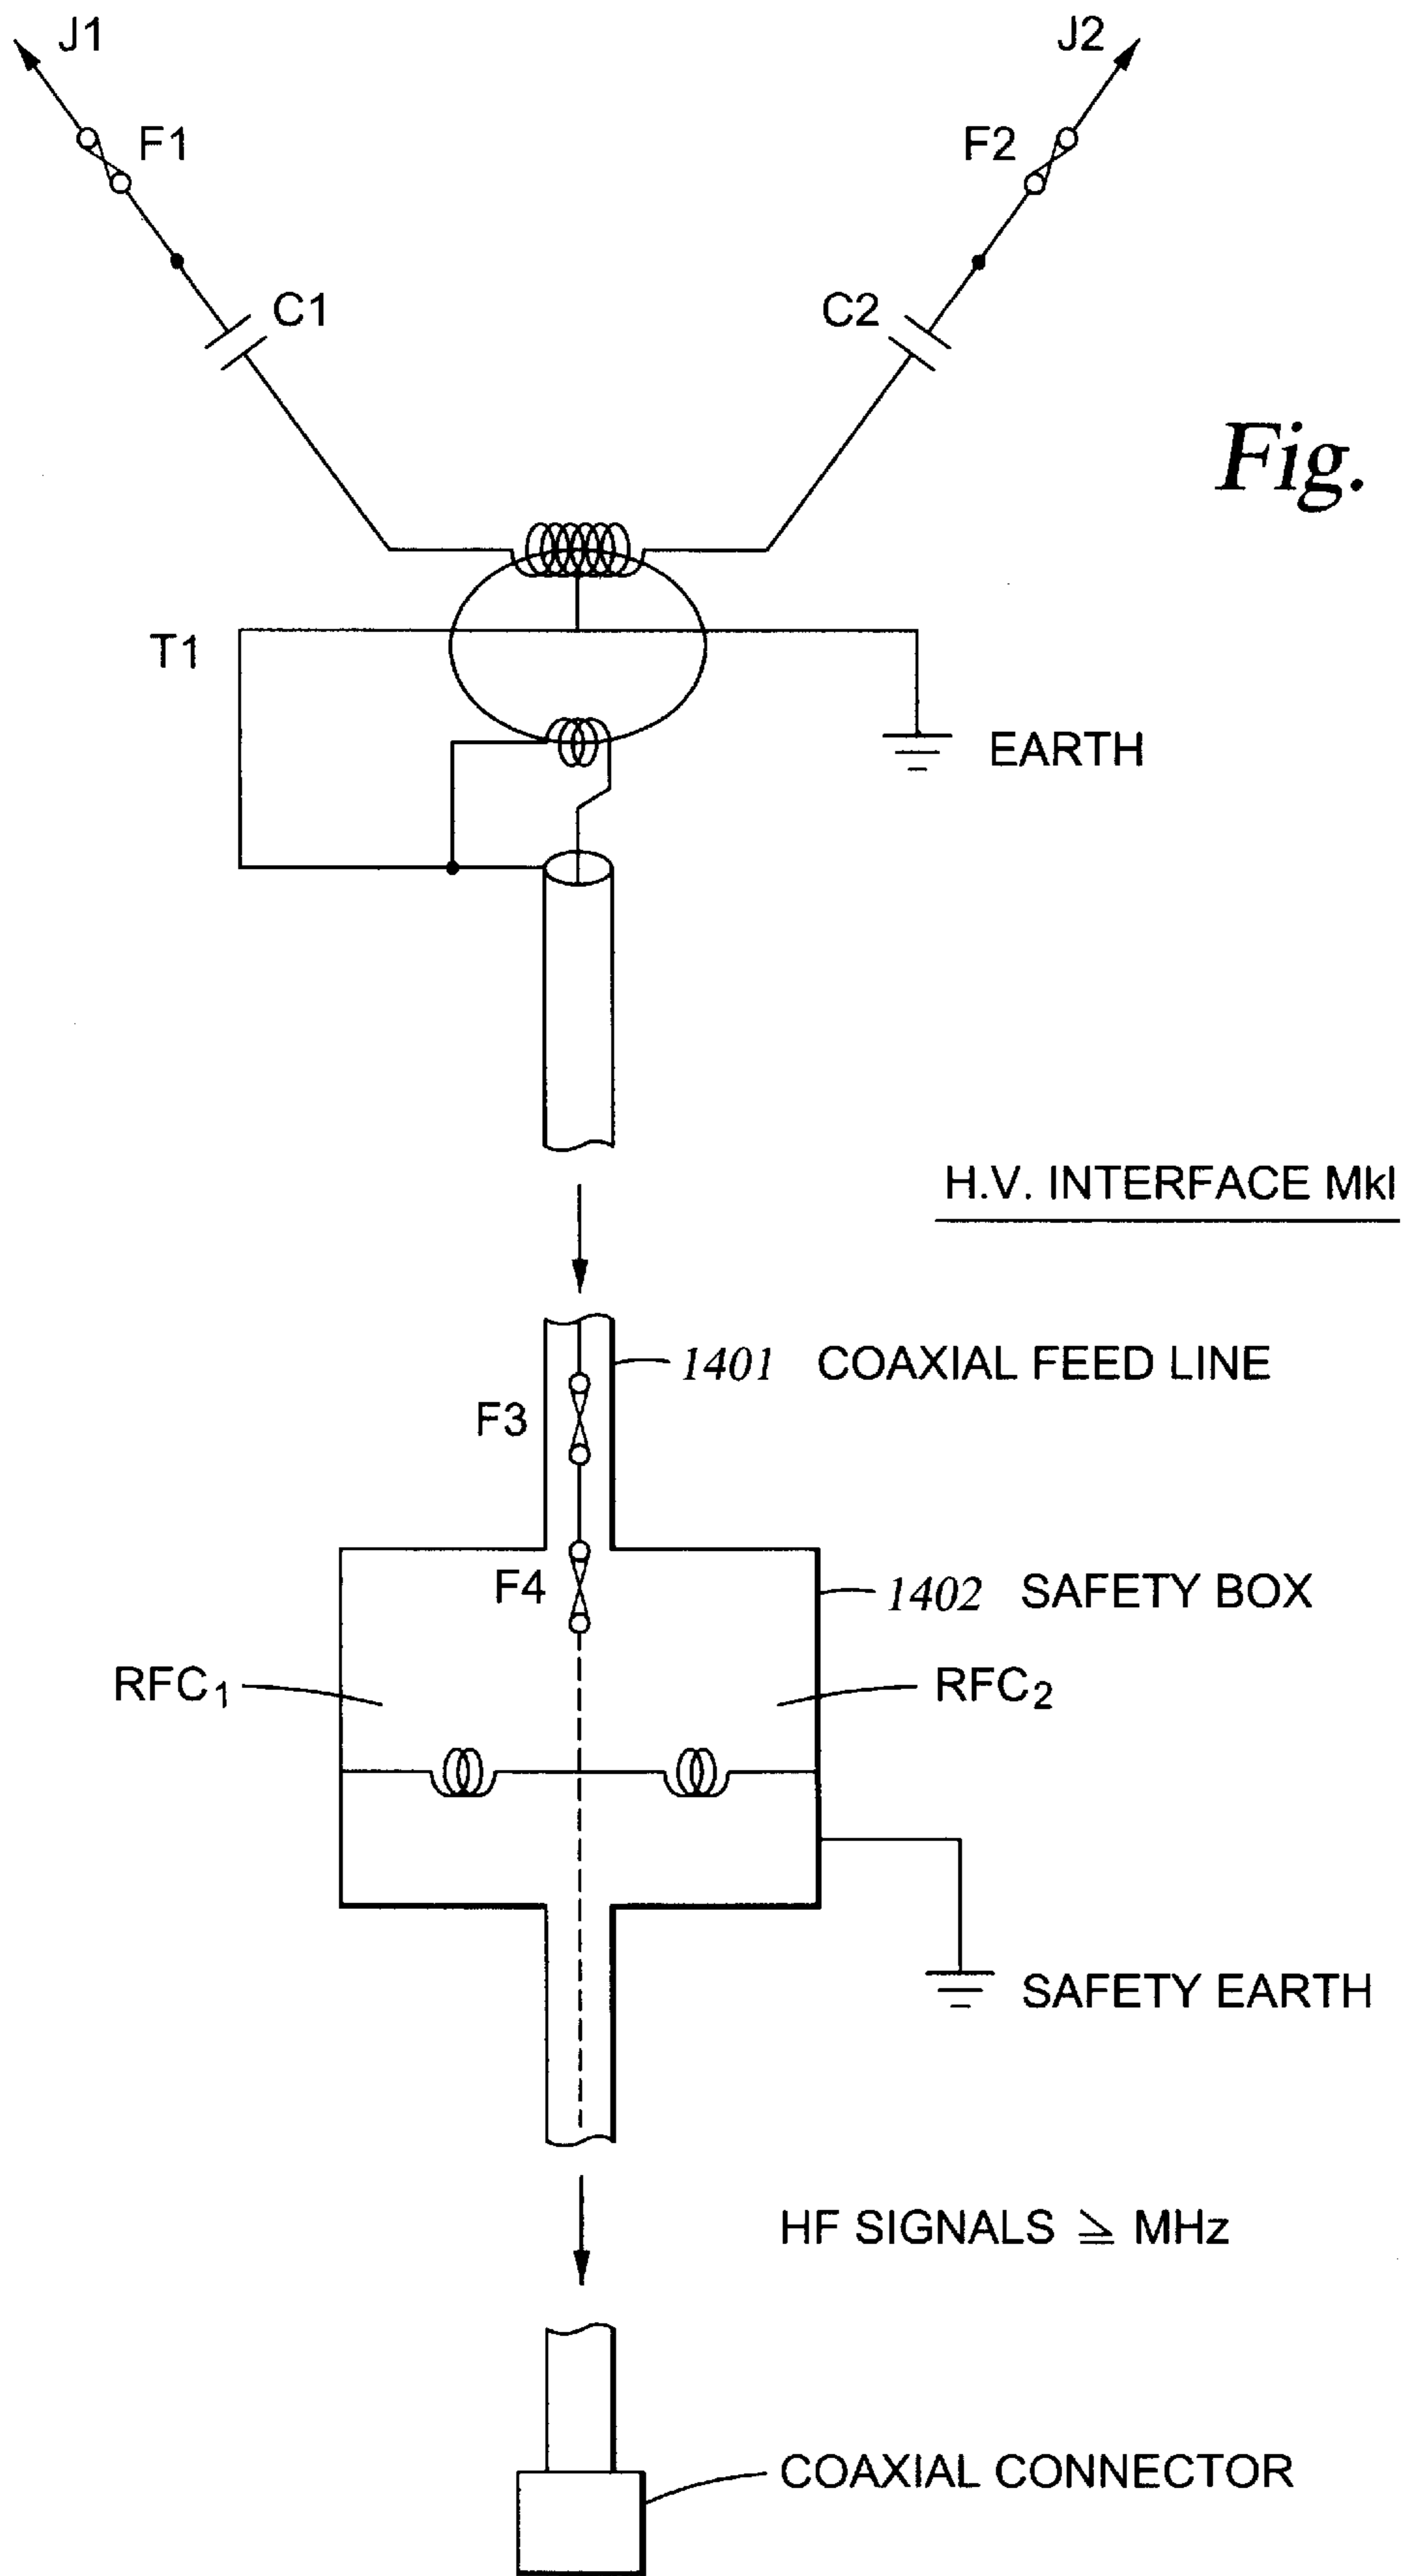 J1
J2
F1
F2
C1
C2
Fig.
T1
EARTH
H.V. INTERFACE MkI
1401 COAXIAL FEED LINE
F3
F4
1402 SAFETY BOX
RFC₁
RFC₂
SAFETY EARTH
HF SIGNALS ≧ MHz
COAXIAL CONNECTOR